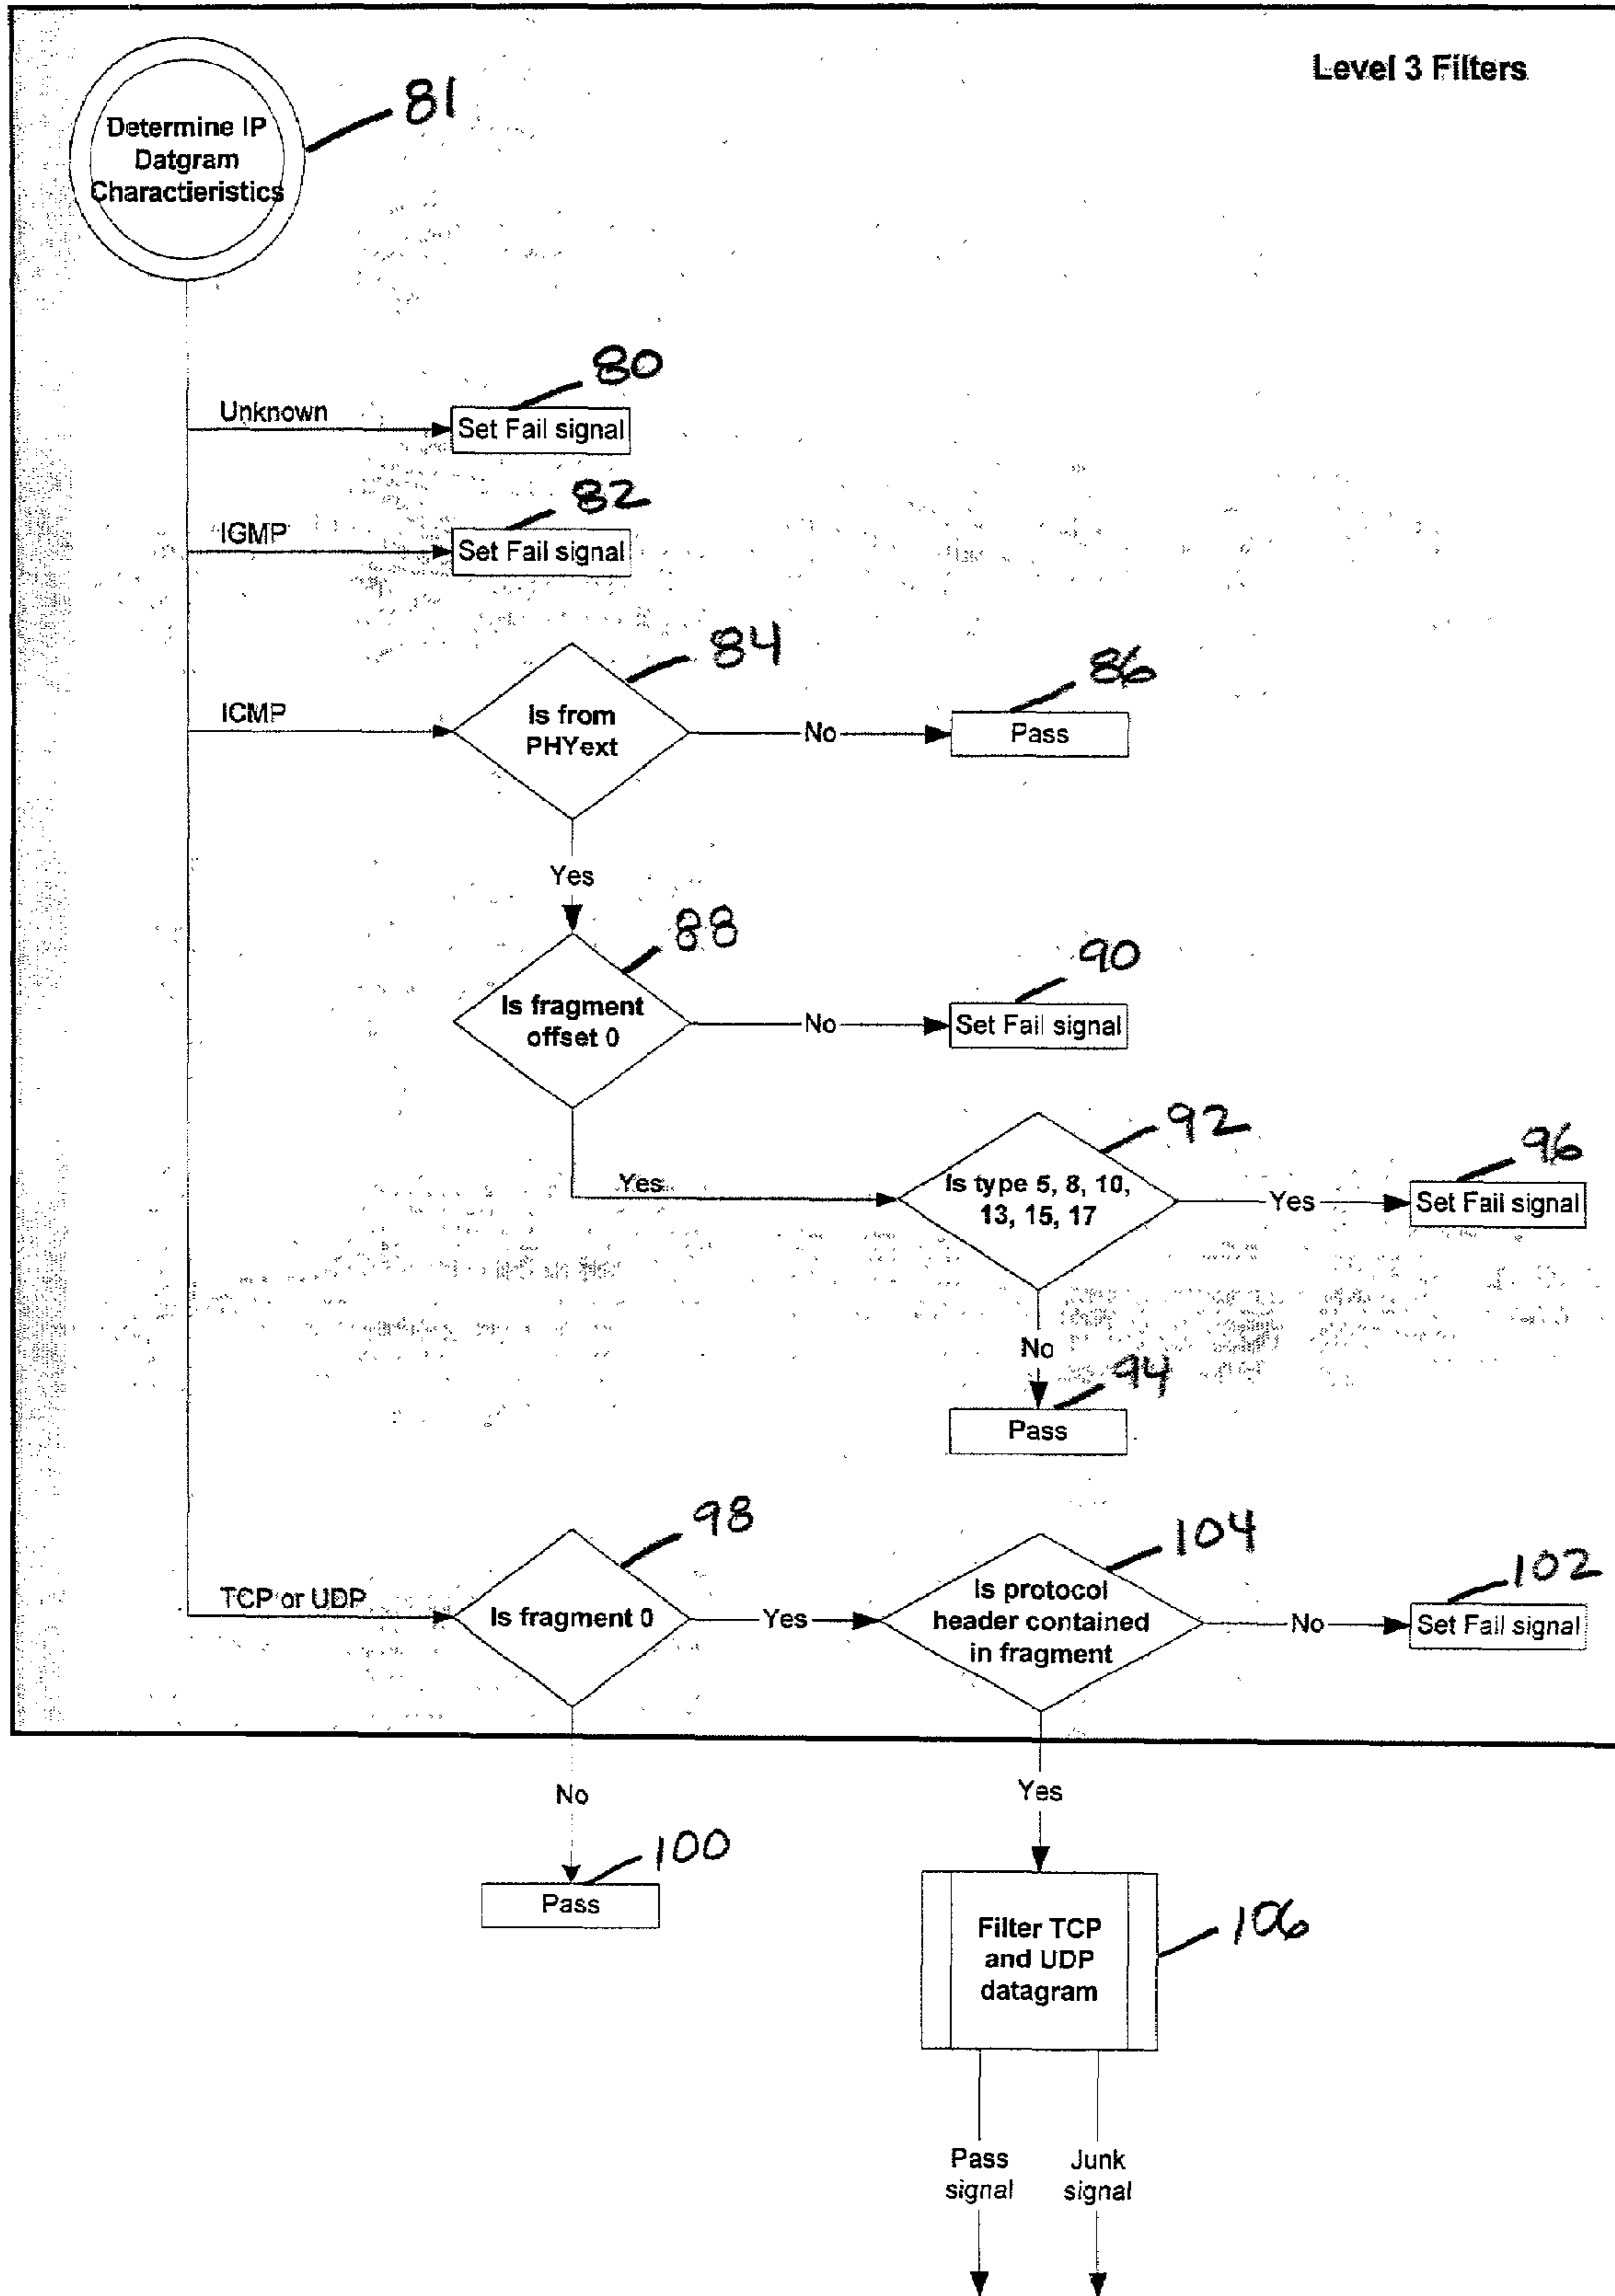 Level 3 Filters
81
Determine IP
Datgram
Charactieristics
80
Unknown
Set Fail signal
82
IGMP
Set Fail signal
84
86
ICMP
Is from
PHYext
No
Pass
Yes
88
90
Is fragment
offset 0
No
Set Fail signal
92
96
Yes
Is type 5, 8, 10,
13, 15, 17
Yes
Set Fail signal
No
94
Pass
98
104
102
TCP or UDP
Is fragment 0
Yes
Is protocol
header contained
in fragment
No
Set Fail signal
No
Yes
100
Pass
106
Filter TCP
and UDP
datagram
Pass
signal
Junk
signal